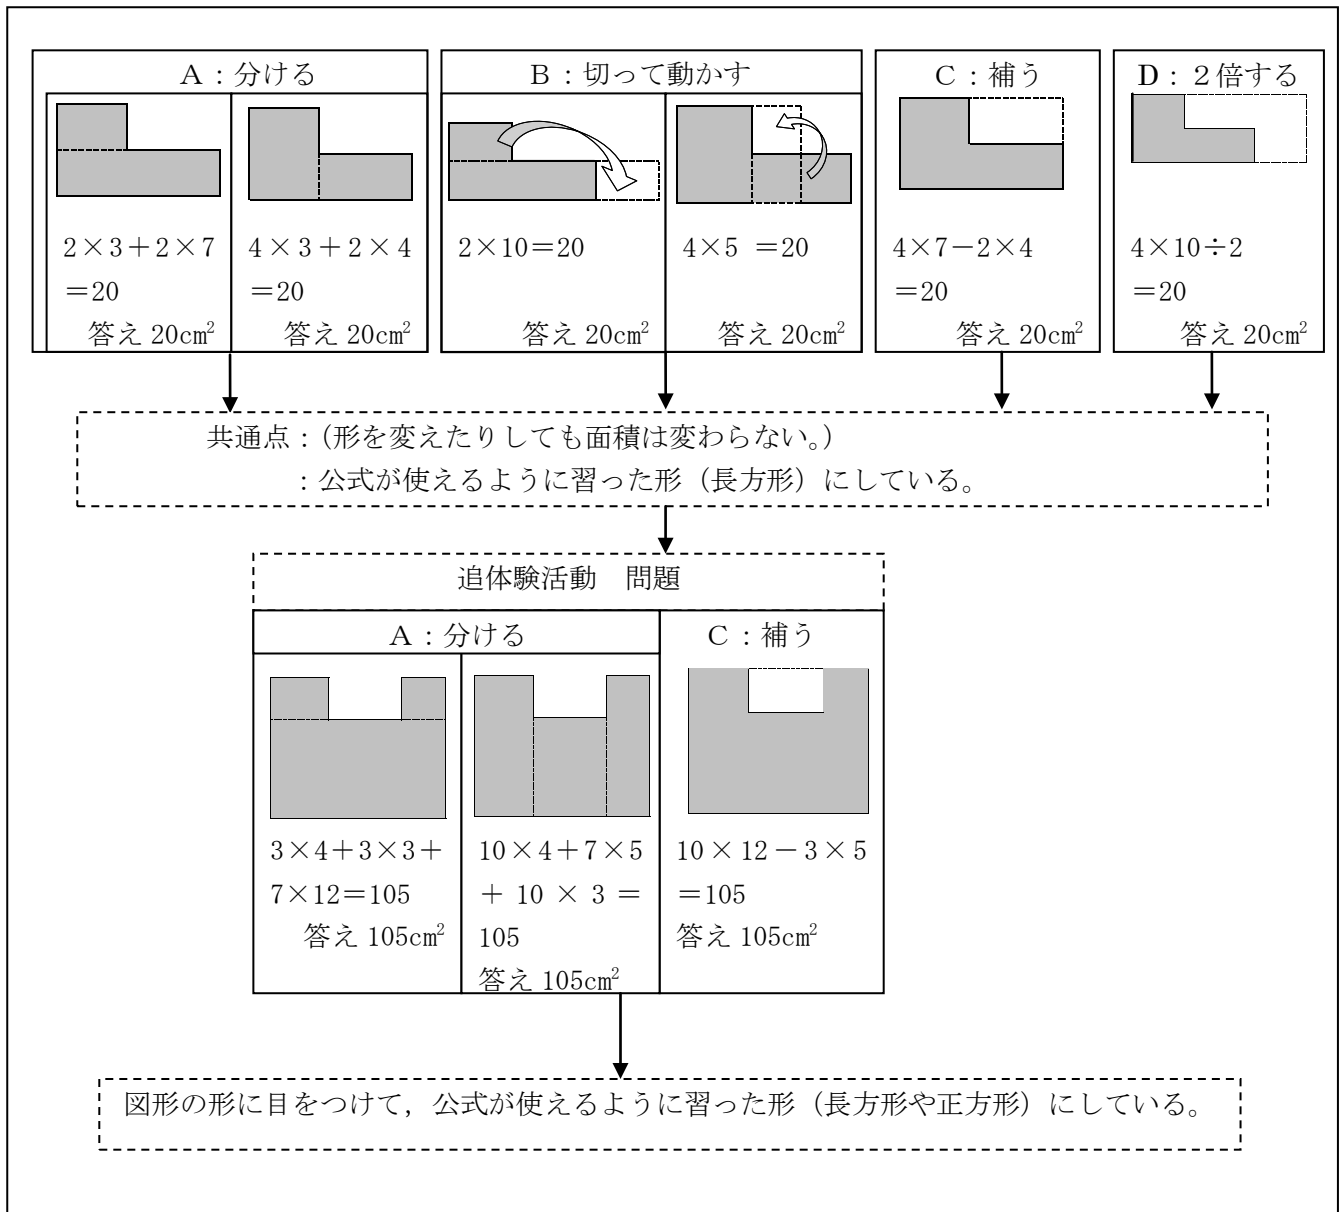 A：分ける
2×3＋2×7
＝20
答え 20cm²
4×3＋2×4
＝20
答え 20cm²
B：切って動かす
2×10＝20
答え 20cm²
4×5 ＝20
答え 20cm²
C：補う
4×7－2×4
＝20
答え 20cm²
D：２倍する
4×10÷2
＝20
答え 20cm²
共通点：（形を変えたりしても面積は変わらない。）
：公式が使えるように習った形（長方形）にしている。
追体験活動　問題
A：分ける
3×4＋3×3＋
7×12＝105
答え 105cm²
10×4＋7×5
＋ 10 × 3 ＝
105
答え 105cm²
C：補う
10×12－3×5
＝105
答え 105cm²
図形の形に目をつけて，公式が使えるように習った形（長方形や正方形）にしている。